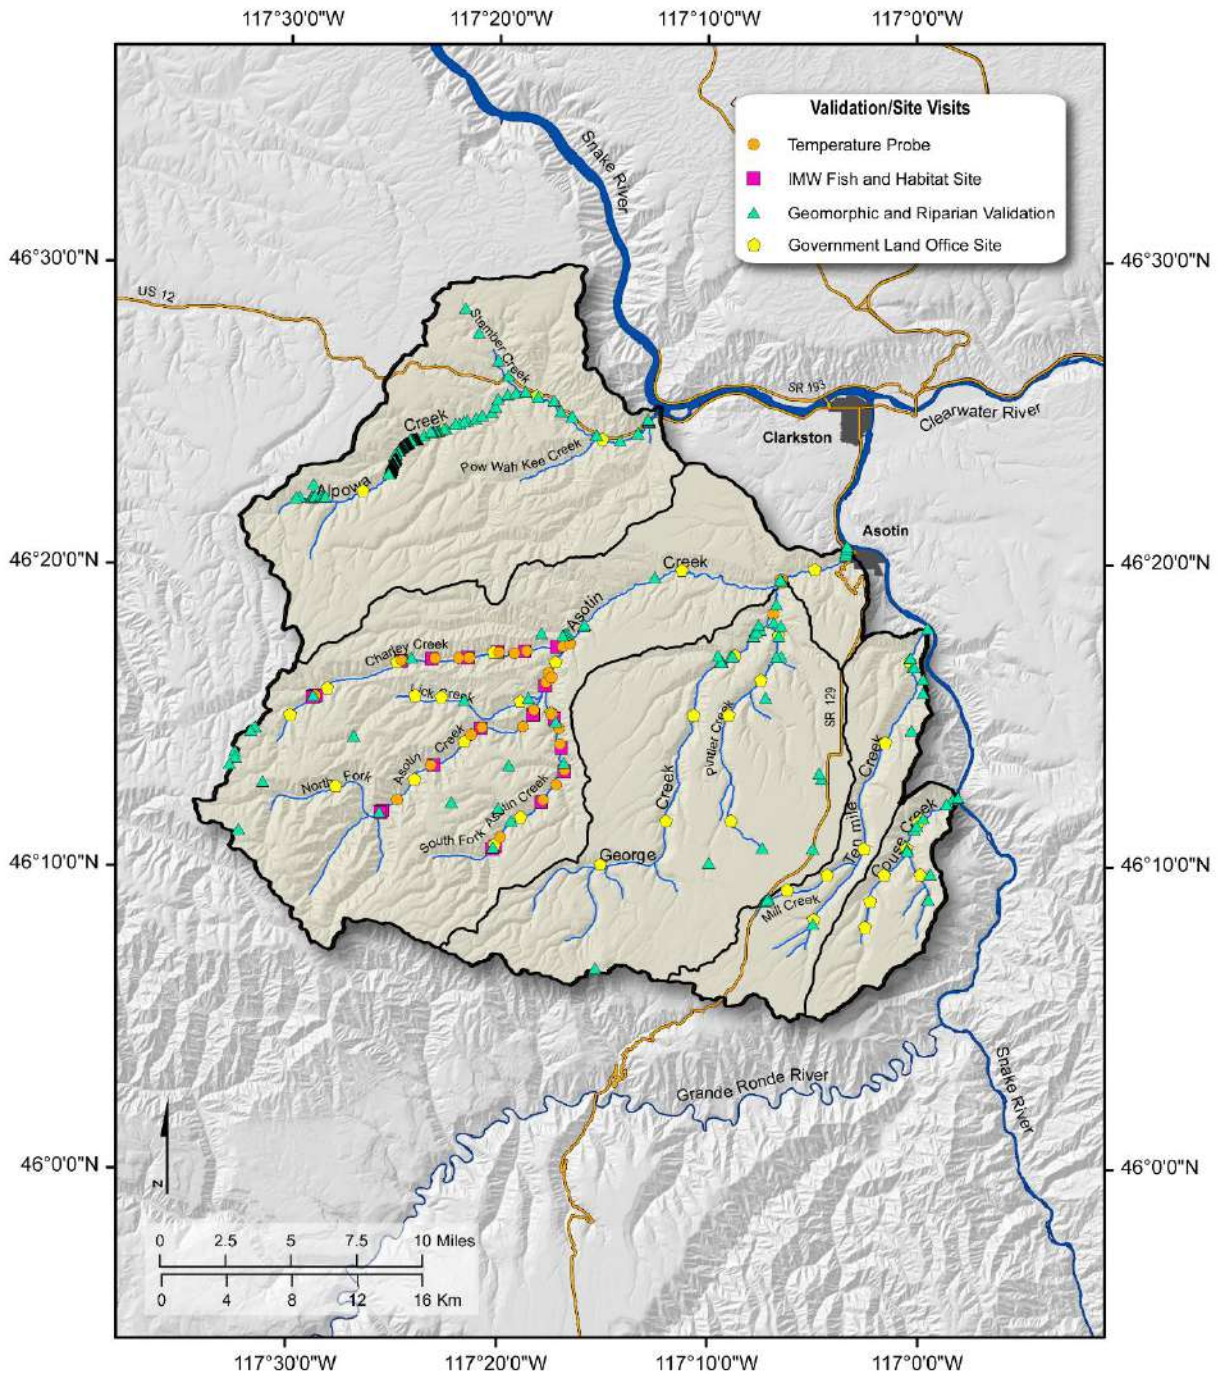 117°30'0"W
117°20'0"W
117°10'0"W
117°0'0"W
Validation/Site Visits
Temperature Probe
IMW Fish and Habitat Site
Geomorphic and Riparian Validation
Government Land Office Site
Snake River
46°30'0"N
46°30'0"N
US 12
Stember Creek
SR 193
Clearwater River
Clarkston
Creek
Pow Wah Kee Creek
Alpowa
Asotin
46°20'0"N
46°20'0"N
Creek
Asotin
Charley Creek
Lick Creek
SR 129
Pintler Creek
Creek
Asotin Creek
North Fork
Creek
Ten mile
South Fork Asotin Creek
Couse Creek
George
46°10'0"N
46°10'0"N
Mill Creek
Grande Ronde River
Snake River
46°0'0"N
46°0'0"N
N
0 2.5 5 7.5 10 Miles
0 4 8 12 16 Km
117°30'0"W
117°20'0"W
117°10'0"W
117°0'0"W